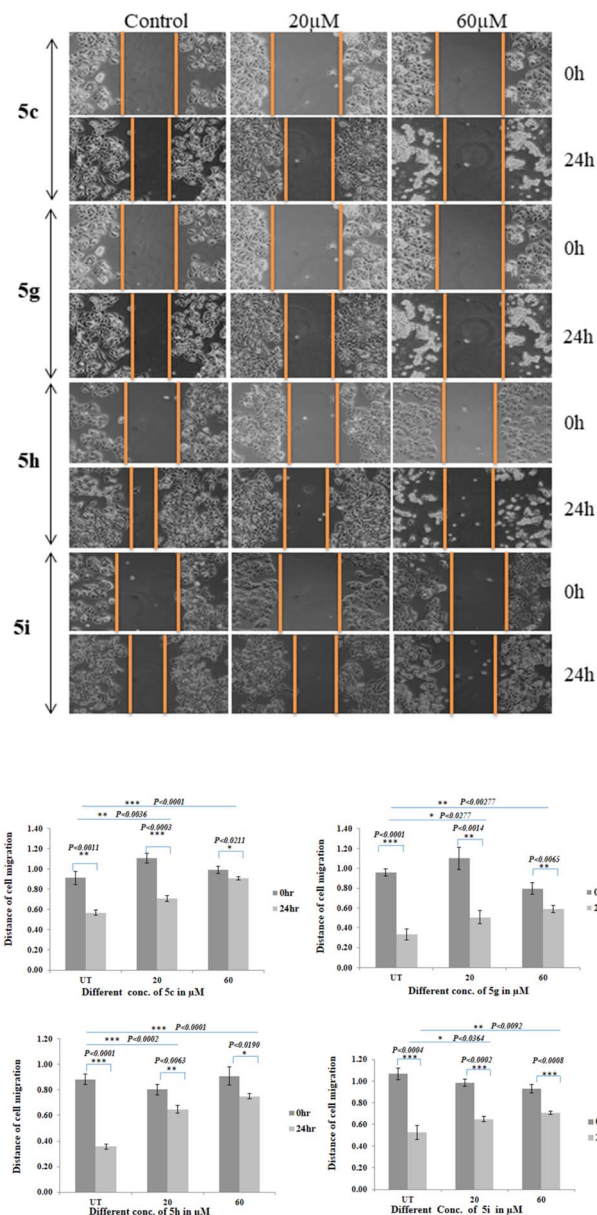 Control 20µM 60µM
5c
0h
24h
5g
0h
24h
5h
0h
24h
5i
0h
24h
*** P<0.0001
** P<0.0036
P<0.0003
P<0.0011 *** P<0.0211
** *
1.40
1.20
1.00
0.80
0.60
0.40
0.20
0.00
Distance of cell migration
UT 20 60
Different conc. of 5c in µM
0hr
24hr
** P<0.00277
* P<0.0277
P<0.0014
P<0.0001 ** P<0.0065
*** **
1.40
1.20
1.00
0.80
0.60
0.40
0.20
0.00
Distance of cell migration
UT 20 60
Different conc. of 5g in µM
0
2
*** P<0.0001
*** P<0.0002
P<0.0001 P<0.0063 P<0.0190
*** ** *
1.20
1.00
0.80
0.60
0.40
0.20
0.00
Distance of cell migration
UT 20 60
Different conc. of 5h in µM
0hr
24hr
** P<0.0092
* P<0.0364
P<0.0004 P<0.0002 P<0.0008
*** *** ***
1.20
1.00
0.80
0.60
0.40
0.20
0.00
Distance of cell migration
UT 20 60
Different Conc. of 5i in µM
0
2